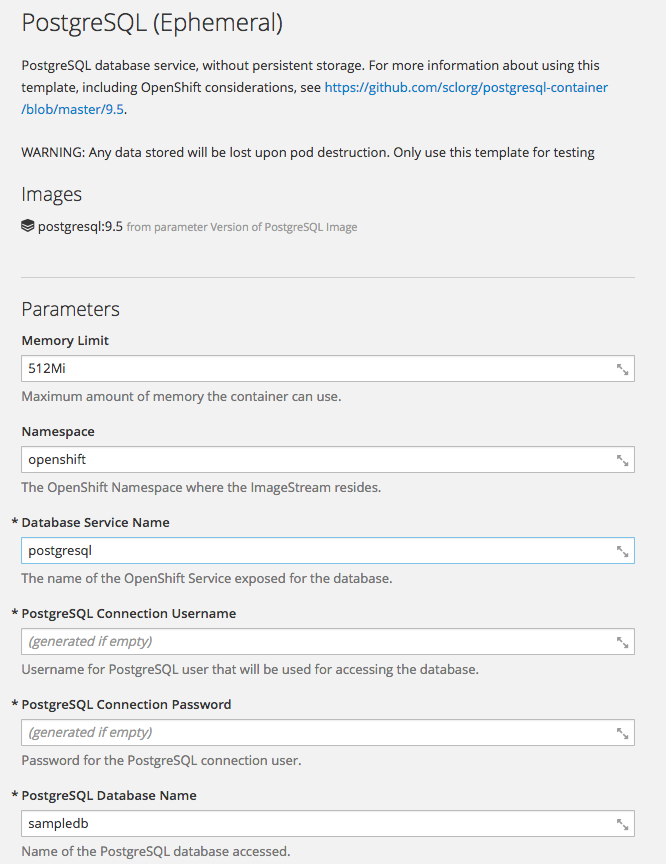 PostgreSQL (Ephemeral)
PostgreSQL database service, without persistent storage. For more information about using this
template, including OpenShift considerations, see https://github.com/sclorg/postgresql-container
/blob/master/9.5.
WARNING: Any data stored will be lost upon pod destruction. Only use this template for testing
Images
postgresql:9.5 from parameter Version of PostgreSQL Image
Parameters
Memory Limit
512Mi
Maximum amount of memory the container can use.
Namespace
openshift
The OpenShift Namespace where the ImageStream resides.
* Database Service Name
postgresql
The name of the OpenShift Service exposed for the database.
* PostgreSQL Connection Username
(generated if empty)
Username for PostgreSQL user that will be used for accessing the database.
* PostgreSQL Connection Password
(generated if empty)
Password for the PostgreSQL connection user.
* PostgreSQL Database Name
sampledb
Name of the PostgreSQL database accessed.